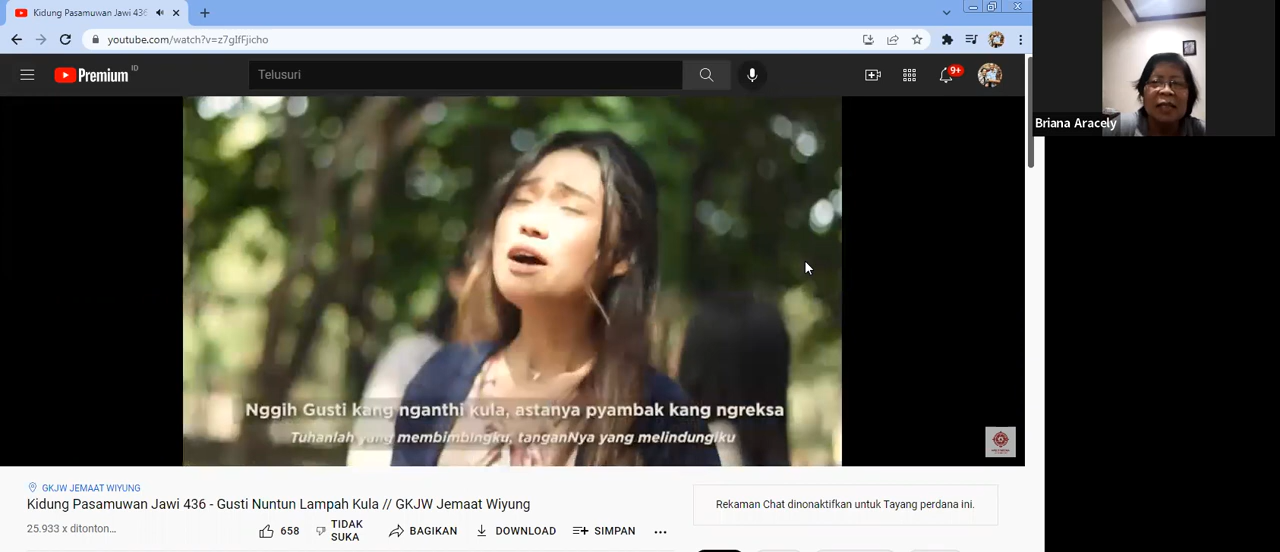 Kidung Pasamuwan Jawi 436
youtube.com/watch?v=z7gIfFjicho
Premium ID
Telusuri
9+
Briana Aracely
Nggih Gusti kang nganthi kula, astanya pyambak kang ngreksa
Tuhanlah yang membimbingku, tanganNya yang melindungiku
GKJW JEMAAT WIYUNG
Kidung Pasamuwan Jawi 436 - Gusti Nuntun Lampah Kula // GKJW Jemaat Wiyung
Rekaman Chat dinonaktifkan untuk Tayang perdana ini.
25.933 x ditonton…
658
TIDAK
SUKA
BAGIKAN
DOWNLOAD
SIMPAN